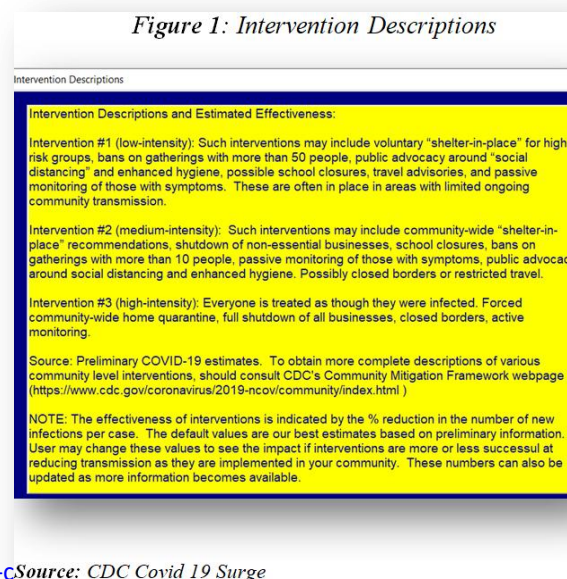 Figure 1: Intervention Descriptions
Intervention Descriptions
Intervention Descriptions and Estimated Effectiveness:
Intervention #1 (low-intensity): Such interventions may include voluntary “shelter-in-place” for high
risk groups, bans on gatherings with more than 50 people, public advocacy around “social
distancing” and enhanced hygiene, possible school closures, travel advisories, and passive
monitoring of those with symptoms. These are often in place in areas with limited ongoing
community transmission.
Intervention #2 (medium-intensity): Such interventions may include community-wide “shelter-in-
place” recommendations, shutdown of non-essential businesses, school closures, bans on
gatherings with more than 10 people, passive monitoring of those with symptoms, public advocac
around social distancing and enhanced hygiene. Possibly closed borders or restricted travel.
Intervention #3 (high-intensity): Everyone is treated as though they were infected. Forced
community-wide home quarantine, full shutdown of all businesses, closed borders, active
monitoring.
Source: Preliminary COVID-19 estimates. To obtain more complete descriptions of various
community level interventions, should consult CDC's Community Mitigation Framework webpage
(https://www.cdc.gov/coronavirus/2019-ncov/community/index.html )
NOTE: The effectiveness of interventions is indicated by the % reduction in the number of new
infections per case. The default values are our best estimates based on preliminary information.
User may change these values to see the impact if interventions are more or less successul at
reducing transmission as they are implemented in your community. These numbers can also be
updated as more information becomes available.
-c Source: CDC Covid 19 Surge